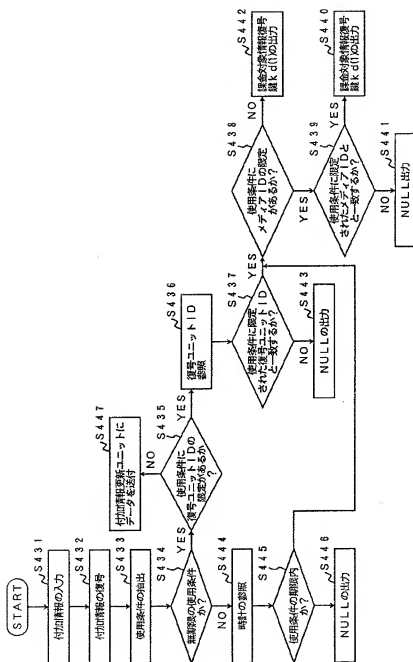 START
S431
付加情報の入力
S432
付加情報の復号
S433
使用条件の抽出
S434
無期限の使用条件
か?
YES
NO
S444
時計の参照
S445
使用条件の期限内
か?
S446
NULLの出力
S435
使用条件に
復号ユニットIDの
限定があるか
?
NO
YES
S447
付加情報更新ユニットに
データを送付
S436
復号ユニットID
参照
S437
使用条件に限定
された復号ユニットID
と一致するか?
YES
NO
S443
NULLの出力
S438
使用条件に
メディアIDの限定
があるか?
NO
YES
S442
課金対象情報復号
鍵kd(1)の出力
S439
使用条件に限定
されたメディアIDと
と一致するか?
YES
NO
S440
課金対象情報復号
鍵kd(1)の出力
S441
NULL出力